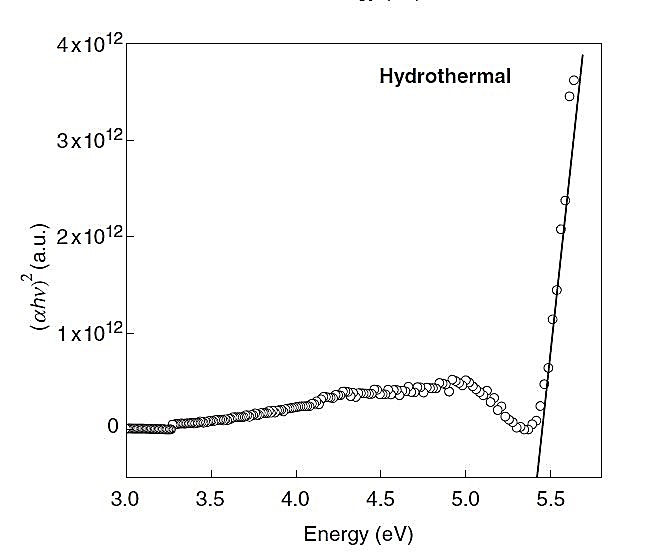 4x10¹²
Hydrothermal
3x10¹²
2x10¹²
(αhν)² (a.u.)
1x10¹²
0
3.0 3.5 4.0 4.5 5.0 5.5
Energy (eV)